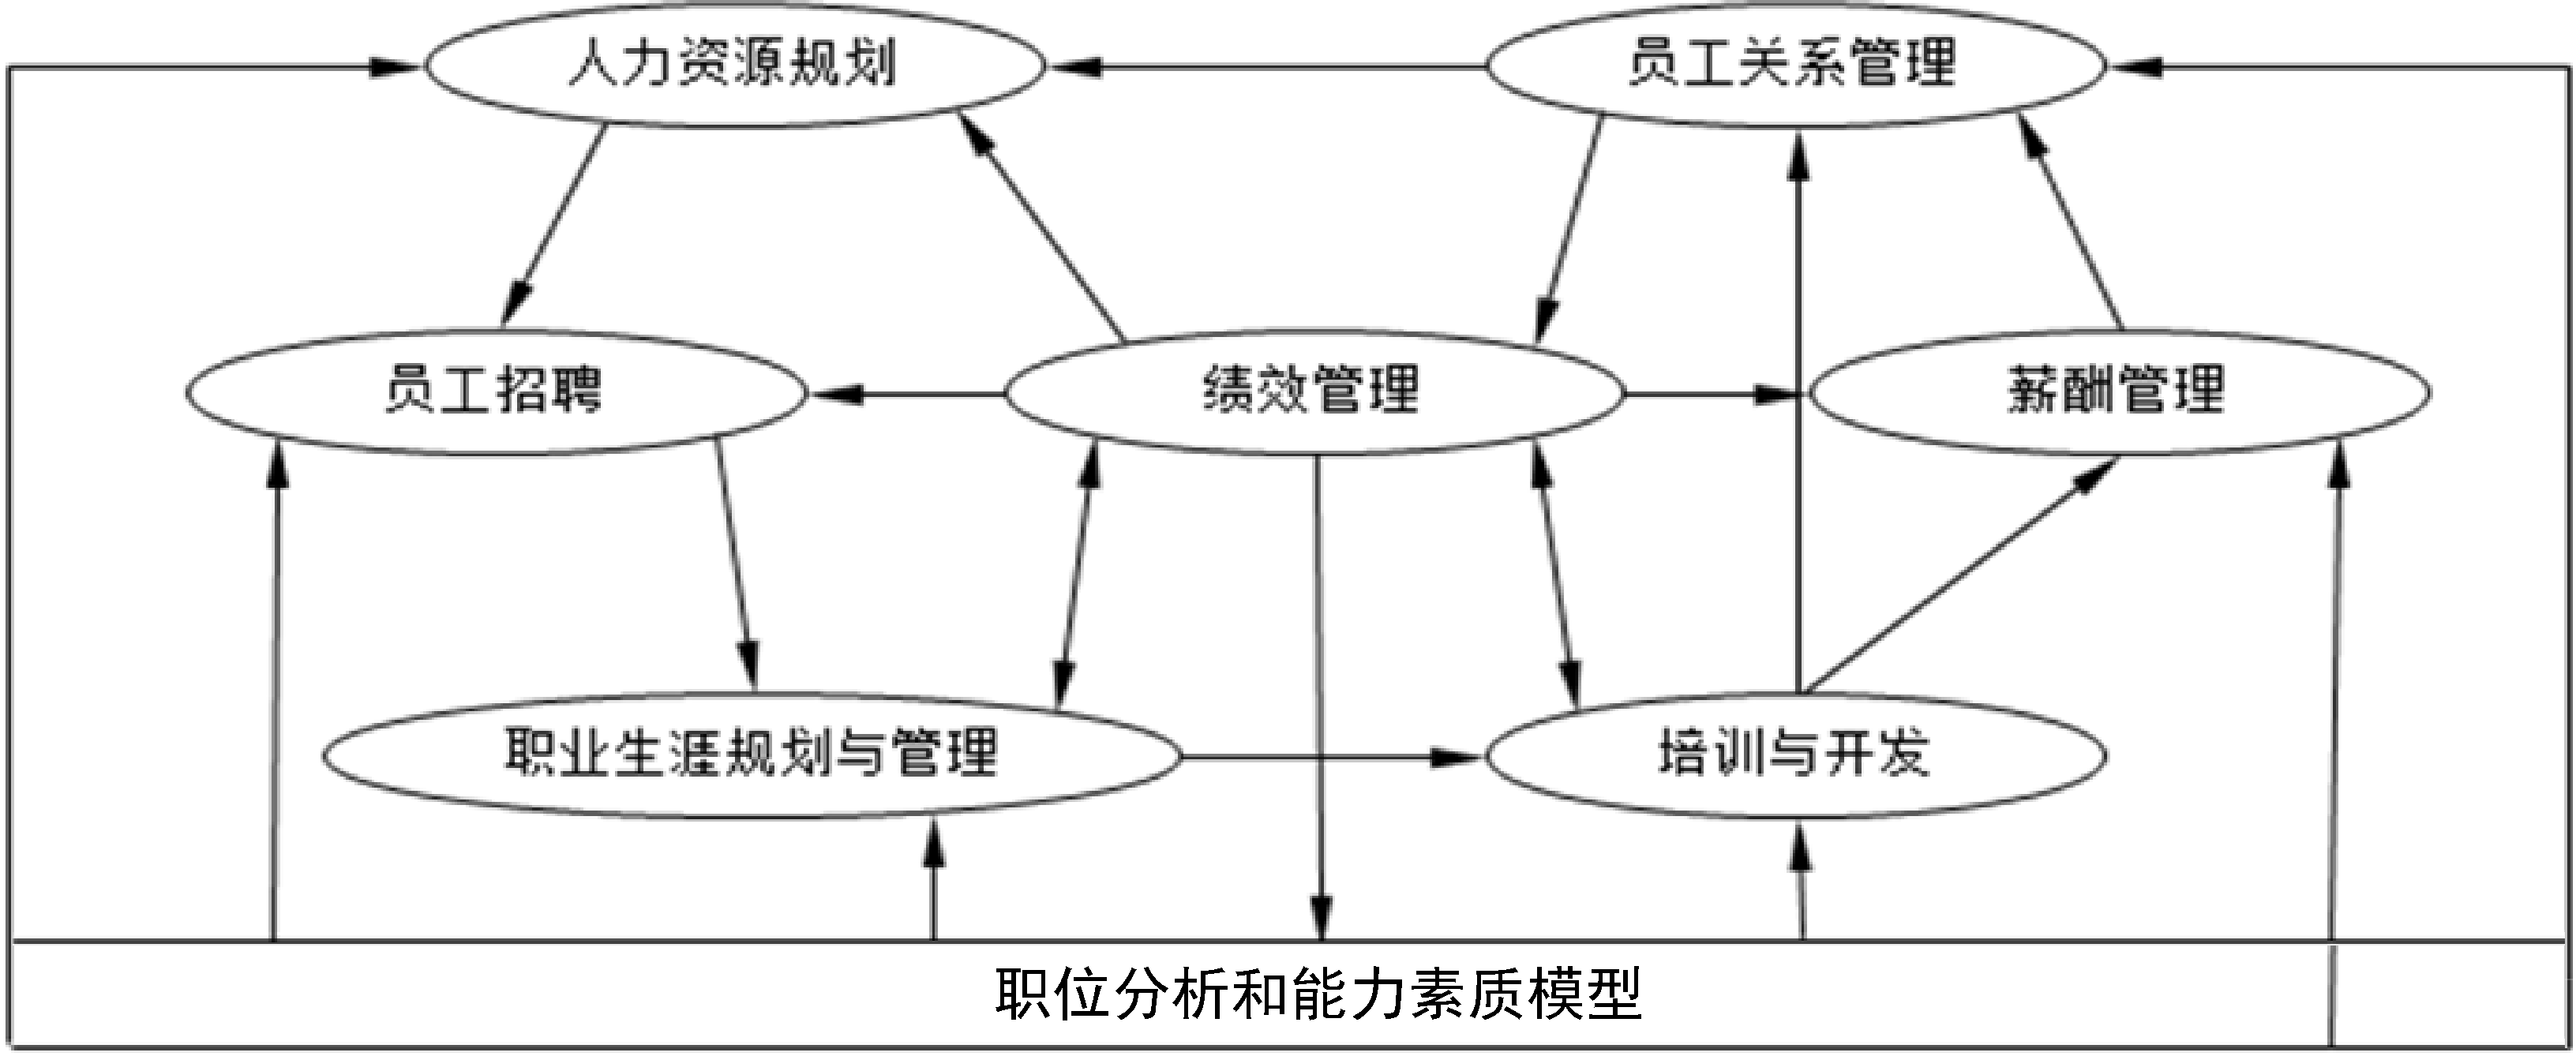 人力资源规划
员工关系管理
员工招聘
绩效管理
薪酬管理
职业生涯规划与管理
培训与开发
职位分析和能力素质模型